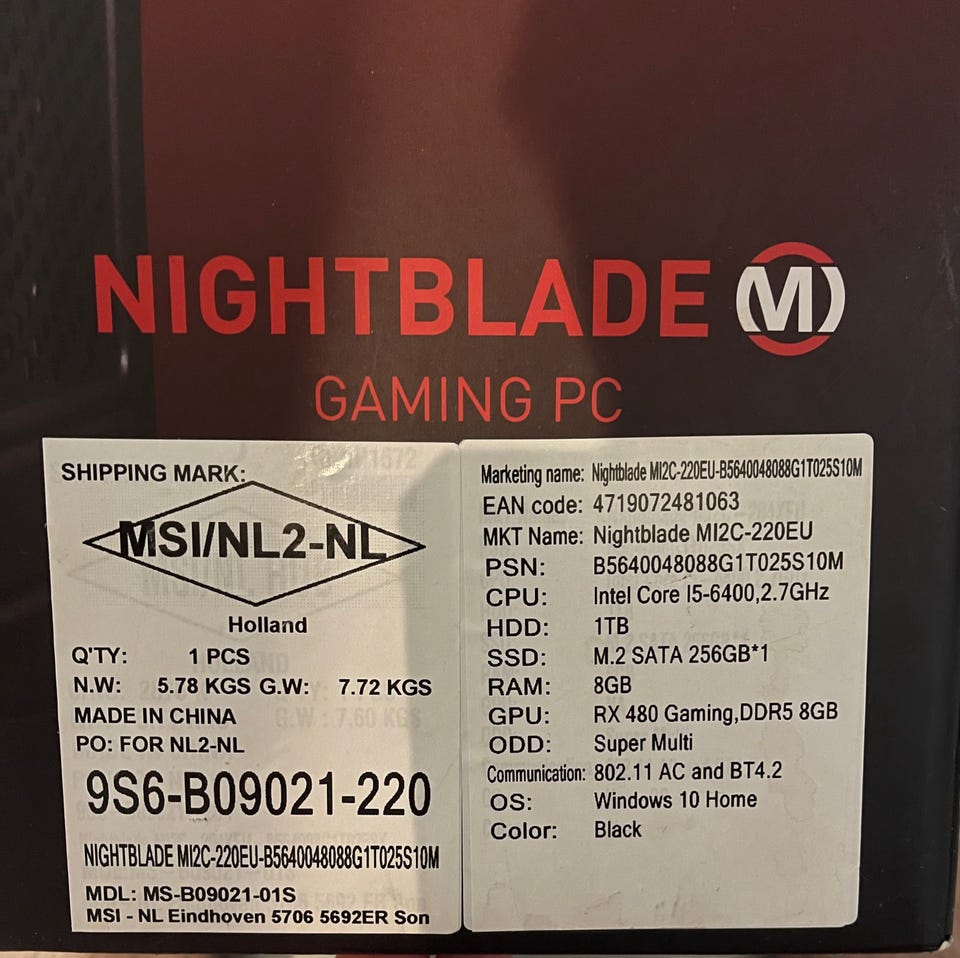 NIGHTBLADE MI
GAMING PC
SHIPPING MARK:
MSI/NL2-NL
Holland
Q'TY: 1 PCS
N.W: 5.78 KGS G.W: 7.72 KGS
MADE IN CHINA
G.W : 7.60 KGS
PO: FOR NL2-NL
9S6-B09021-220
NIGHTBLADE MI2C-220EU-B5640048088G1T025S10M
MDL: MS-B09021-01S
MSI - NL Eindhoven 5706 5692ER Son
Marketing name: Nightblade MI2C-220EU-B5640048088G1T025S10M
EAN code: 4719072481063
MKT Name: Nightblade MI2C-220EU
PSN: B5640048088G1T025S10M
CPU: Intel Core I5-6400,2.7GHz
HDD: 1TB
SSD: M.2 SATA 256GB*1
RAM: 8GB
GPU: RX 480 Gaming,DDR5 8GB
ODD: Super Multi
Communication: 802.11 AC and BT4.2
OS: Windows 10 Home
Color: Black